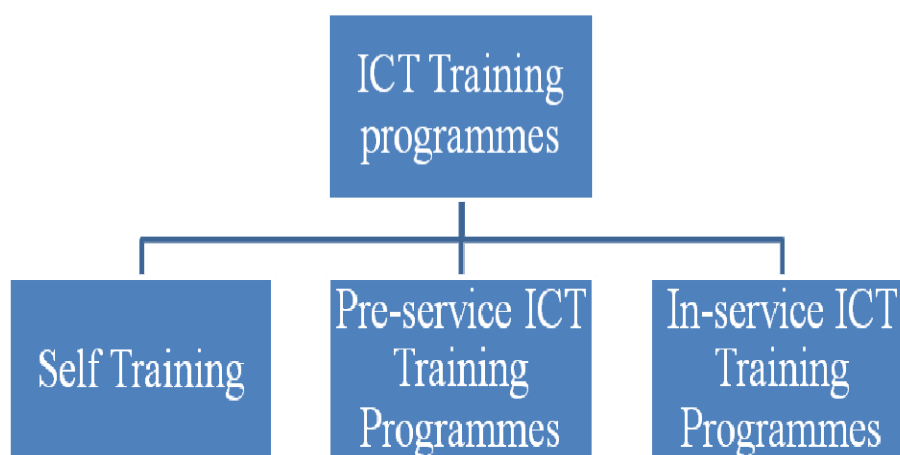 ICT Training
programmes
Self Training
Pre-service ICT
Training
Programmes
In-service ICT
Training
Programmes